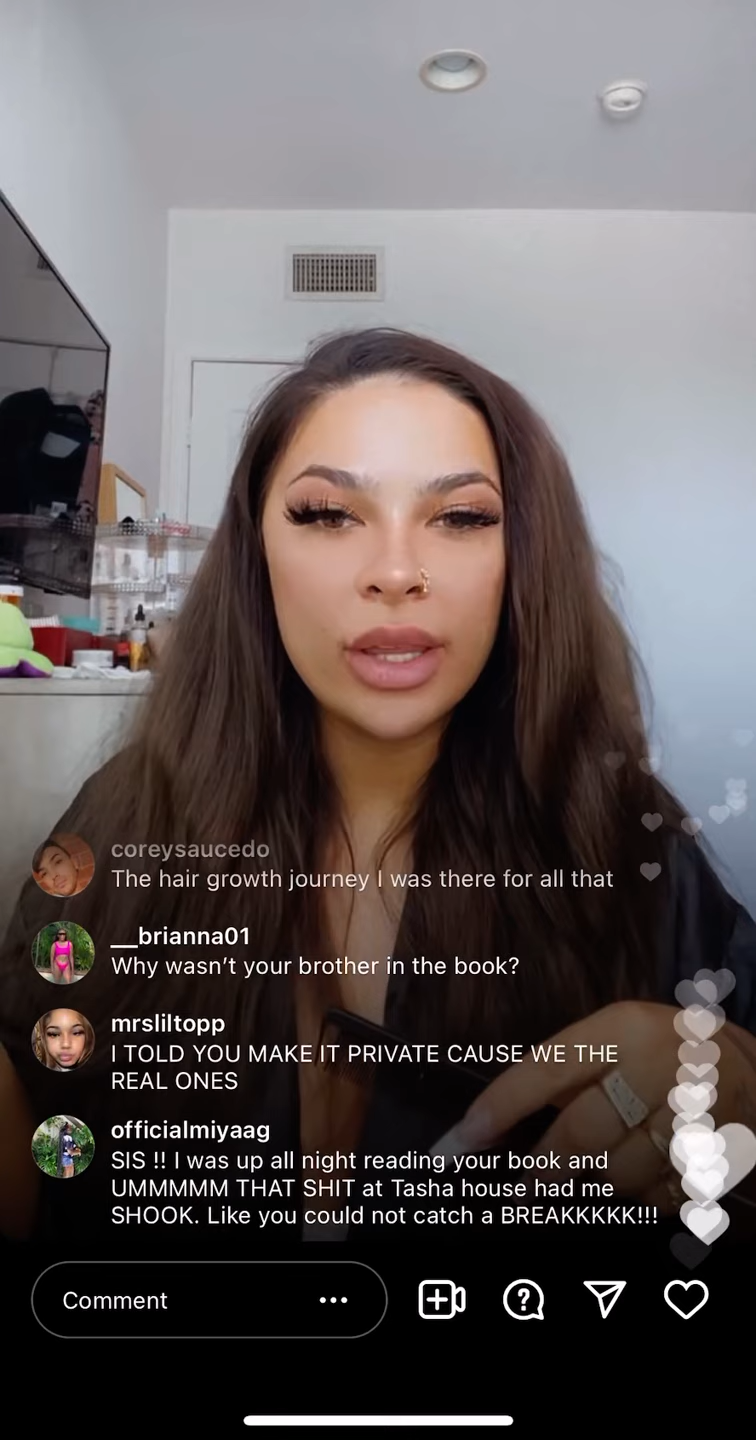 coreysaucedo
The hair growth journey I was there for all that
__brianna01
Why wasn’t your brother in the book?
mrsliltopp
I TOLD YOU MAKE IT PRIVATE CAUSE WE THE
REAL ONES
officialmiyaag
SIS !! I was up all night reading your book and
UMMMMM THAT SHIT at Tasha house had me
SHOOK. Like you could not catch a BREAKKKKK!!!
Comment